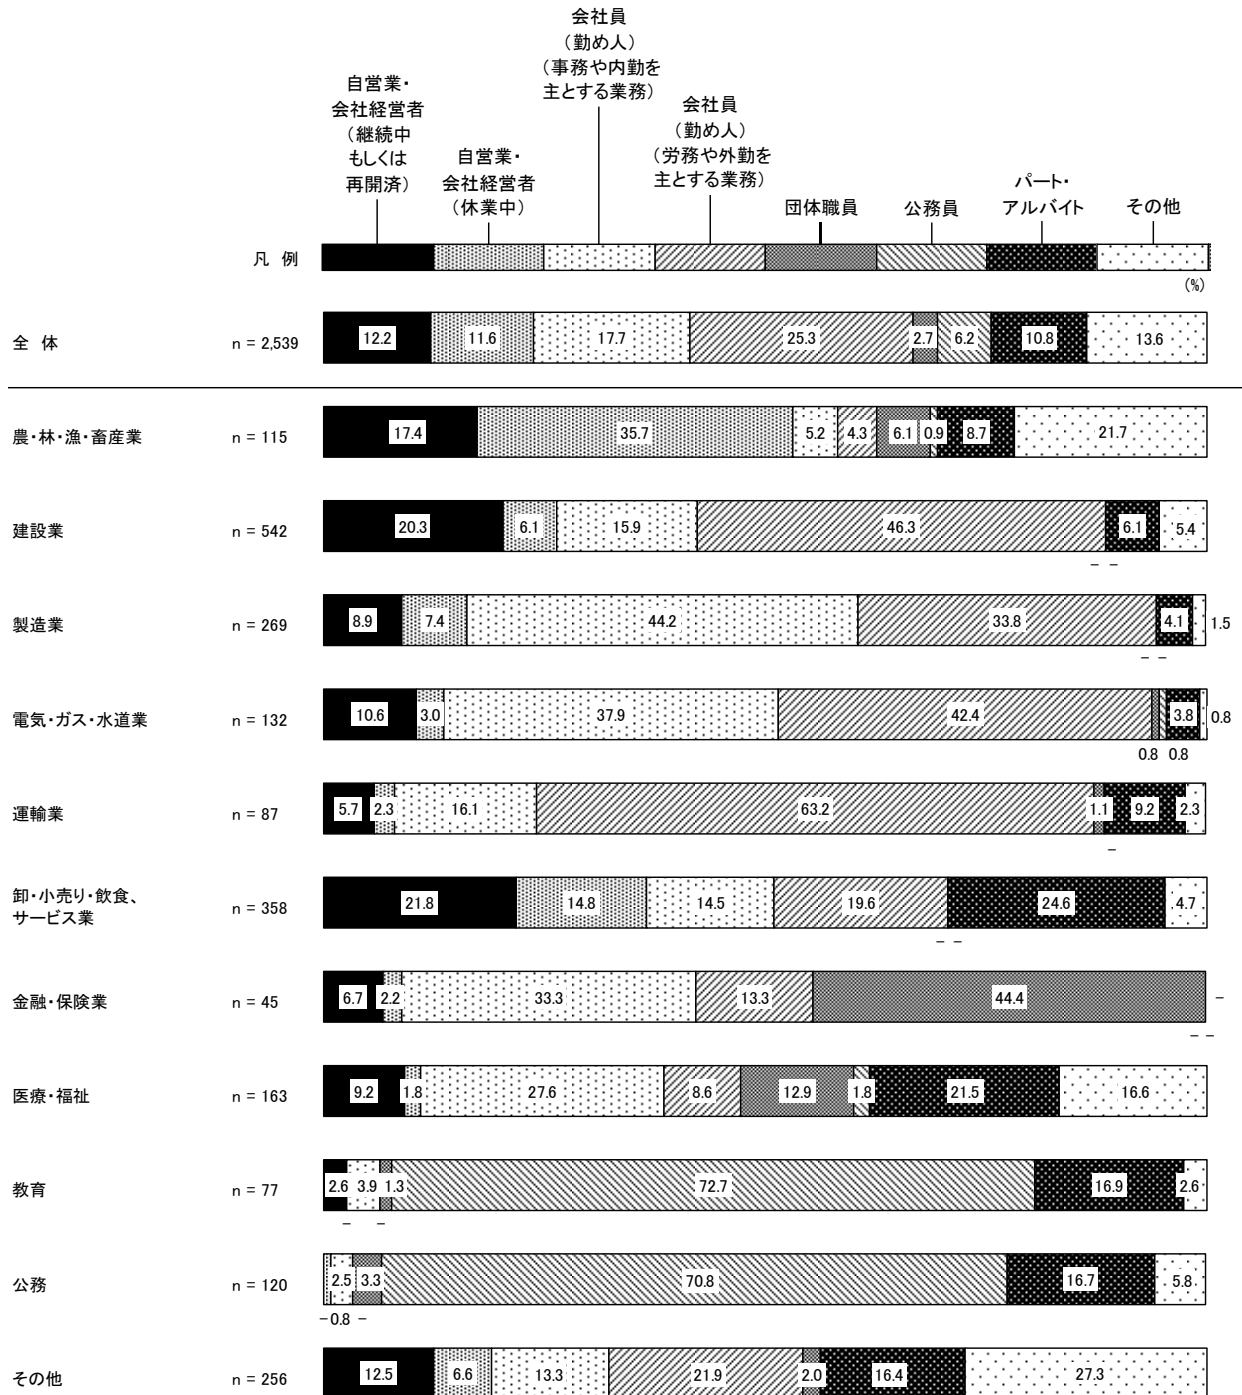 会社員
（勤め人）
（事務や内勤を
主とする業務）
自営業・
会社経営者
（継続中
もしくは
再開済）
会社員
（勤め人）
（労務や外勤を
主とする業務）
自営業・
会社経営者
（休業中）
団体職員
公務員
パート・
アルバイト
その他
凡 例
(%)
全 体 n = 2,539 12.2 11.6 17.7 25.3 2.7 6.2 10.8 13.6
農・林・漁・畜産業 n = 115 17.4 35.7 5.2 4.3 6.1 0.9 8.7 21.7
建設業 n = 542 20.3 6.1 15.9 46.3 6.1 5.4
－ －
製造業 n = 269 8.9 7.4 44.2 33.8 4.1 1.5
－ －
電気・ガス・水道業 n = 132 10.6 3.0 37.9 42.4 3.8 0.8
0.8 0.8
運輸業 n = 87 5.7 2.3 16.1 63.2 1.1 9.2 2.3
－
卸・小売り・飲食、
サービス業 n = 358 21.8 14.8 14.5 19.6 24.6 4.7
－ －
金融・保険業 n = 45 6.7 2.2 33.3 13.3 44.4 －
－ －
医療・福祉 n = 163 9.2 1.8 27.6 8.6 12.9 1.8 21.5 16.6
教育 n = 77 2.6 3.9 1.3 72.7 16.9 2.6
－ －
公務 n = 120 2.5 3.3 70.8 16.7 5.8
－ 0.8 －
その他 n = 256 12.5 6.6 13.3 21.9 2.0 16.4 27.3